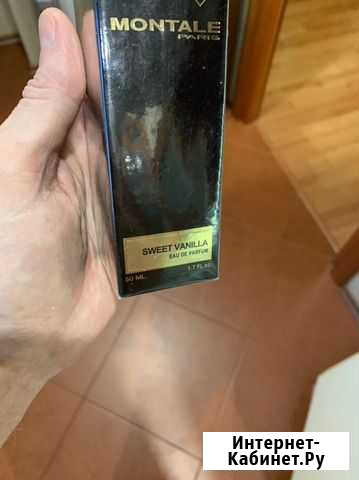 MONTALE
PARIS
SWEET VANILLA
EAU DE PARFUM
50 ML.
1.7 FL.oz
Интернет-
Кабинет.Ру